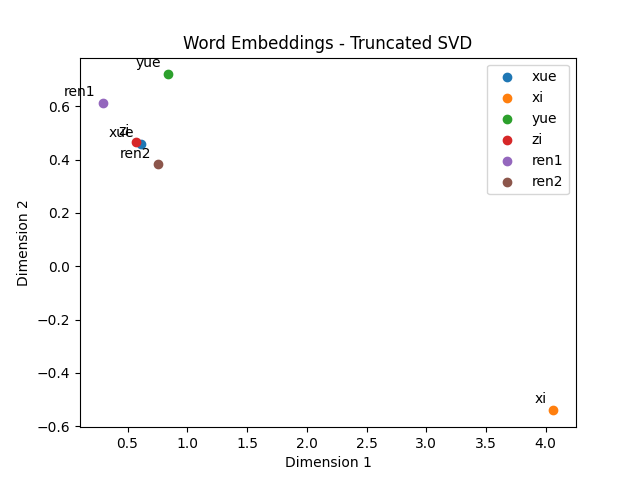 Word Embeddings - Truncated SVD
yue
ren1
zi
xue
ren2
xi
xue
xi
yue
zi
ren1
ren2
0.6
0.4
0.2
0.0
−0.2
−0.4
−0.6
Dimension 2
0.5 1.0 1.5 2.0 2.5 3.0 3.5 4.0
Dimension 1